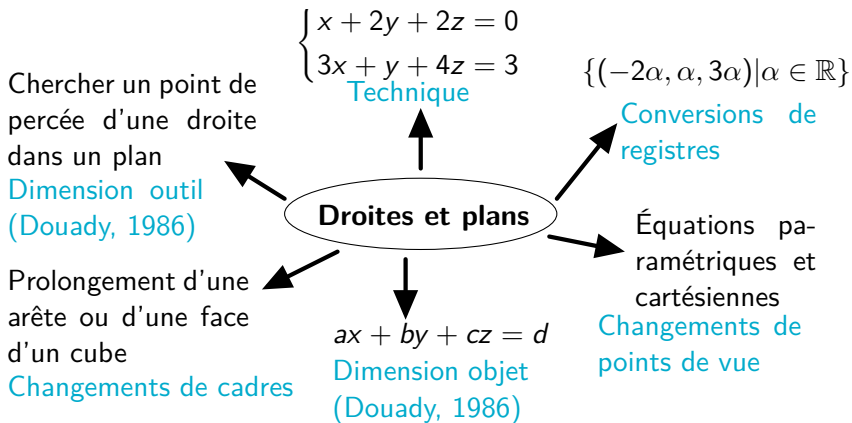 x + 2y + 2z = 0
3x + y + 4z = 3
Technique
{(−2α, α, 3α)|α ∈ ℝ}
Conversions de
registres
Chercher un point de
percée d'une droite
dans un plan
Dimension outil
(Douady, 1986)
Droites et plans
Équations pa-
ramétriques et
cartésiennes
Changements de
points de vue
Prolongement d'une
arête ou d'une face
d'un cube
Changements de cadres
ax + by + cz = d
Dimension objet
(Douady, 1986)